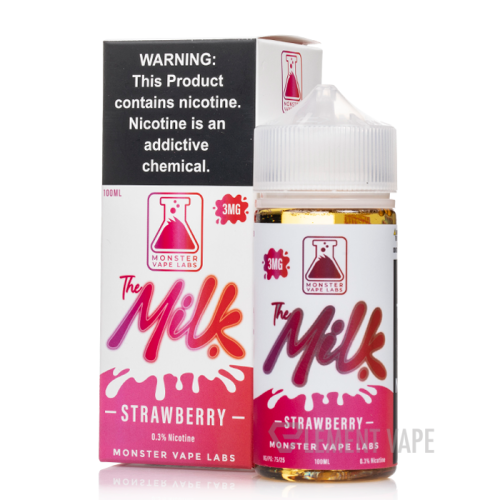 WARNING:
This Product
contains nicotine.
Nicotine is an
addictive
chemical.
100ML
3MG
MONSTER
VAPE LABS
The
Milk
STRAWBERRY
0.3% Nicotine
MONSTER VAPE LABS
MONSTER
VAPE LABS
3MG
MONSTER
VAPE LABS
The
Milk
STRAWBERRY
MONSTER VAPE LABS
100ML
0.3% Nicotine
ELEMENT VAPE